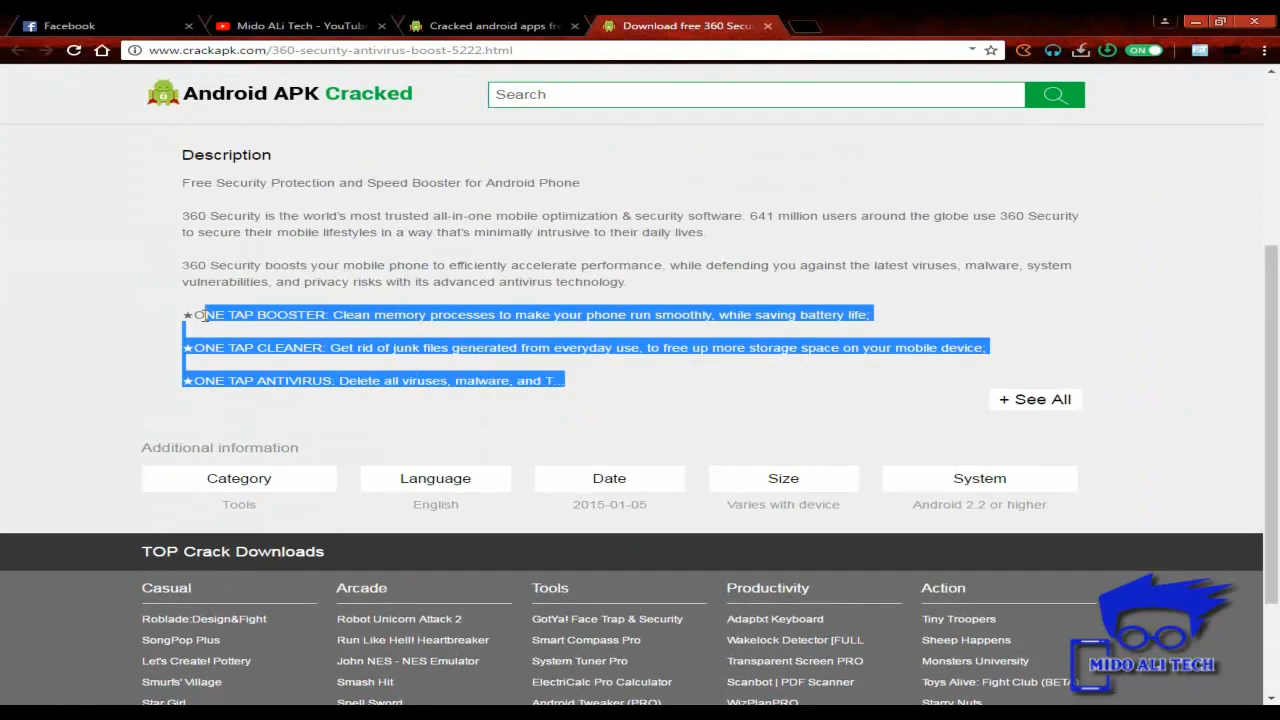 Facebook
Mido ALi Tech - YouTub
Cracked android apps fr
Download free 360 Secu
www.crackapk.com/360-security-antivirus-boost-5222.html
ON
Android APK Cracked
Search
Description
Free Security Protection and Speed Booster for Android Phone
360 Security is the world's most trusted all-in-one mobile optimization & security software. 641 million users around the globe use 360 Security
to secure their mobile lifestyles in a way that's minimally intrusive to their daily lives.
360 Security boosts your mobile phone to efficiently accelerate performance, while defending you against the latest viruses, malware, system
vulnerabilities, and privacy risks with its advanced antivirus technology.
★ONE TAP BOOSTER: Clean memory processes to make your phone run smoothly, while saving battery life;
★ONE TAP CLEANER: Get rid of junk files generated from everyday use, to free up more storage space on your mobile device;
★ONE TAP ANTIVIRUS: Delete all viruses, malware, and T...
+ See All
Additional information
Category Language Date Size System
Tools English 2015-01-05 Varies with device Android 2.2 or higher
TOP Crack Downloads
Casual Arcade Tools Productivity Action
Roblade:Design&Fight Robot Unicorn Attack 2 GotYa! Face Trap & Security Adaptxt Keyboard Tiny Troopers
SongPop Plus Run Like Hell! Heartbreaker Smart Compass Pro Wakelock Detector [FULL Sheep Happens
Let's Create! Pottery John NES - NES Emulator System Tuner Pro Transparent Screen PRO Monsters University
Smurfs' Village Smash Hit ElectriCalc Pro Calculator Scanbot | PDF Scanner Toys Alive: Fight Club (BETA)
Star Girl Spell Sword Android Tweaker (PRO) WizPlanPRO Starry Nuts
MIDO ALI TECH